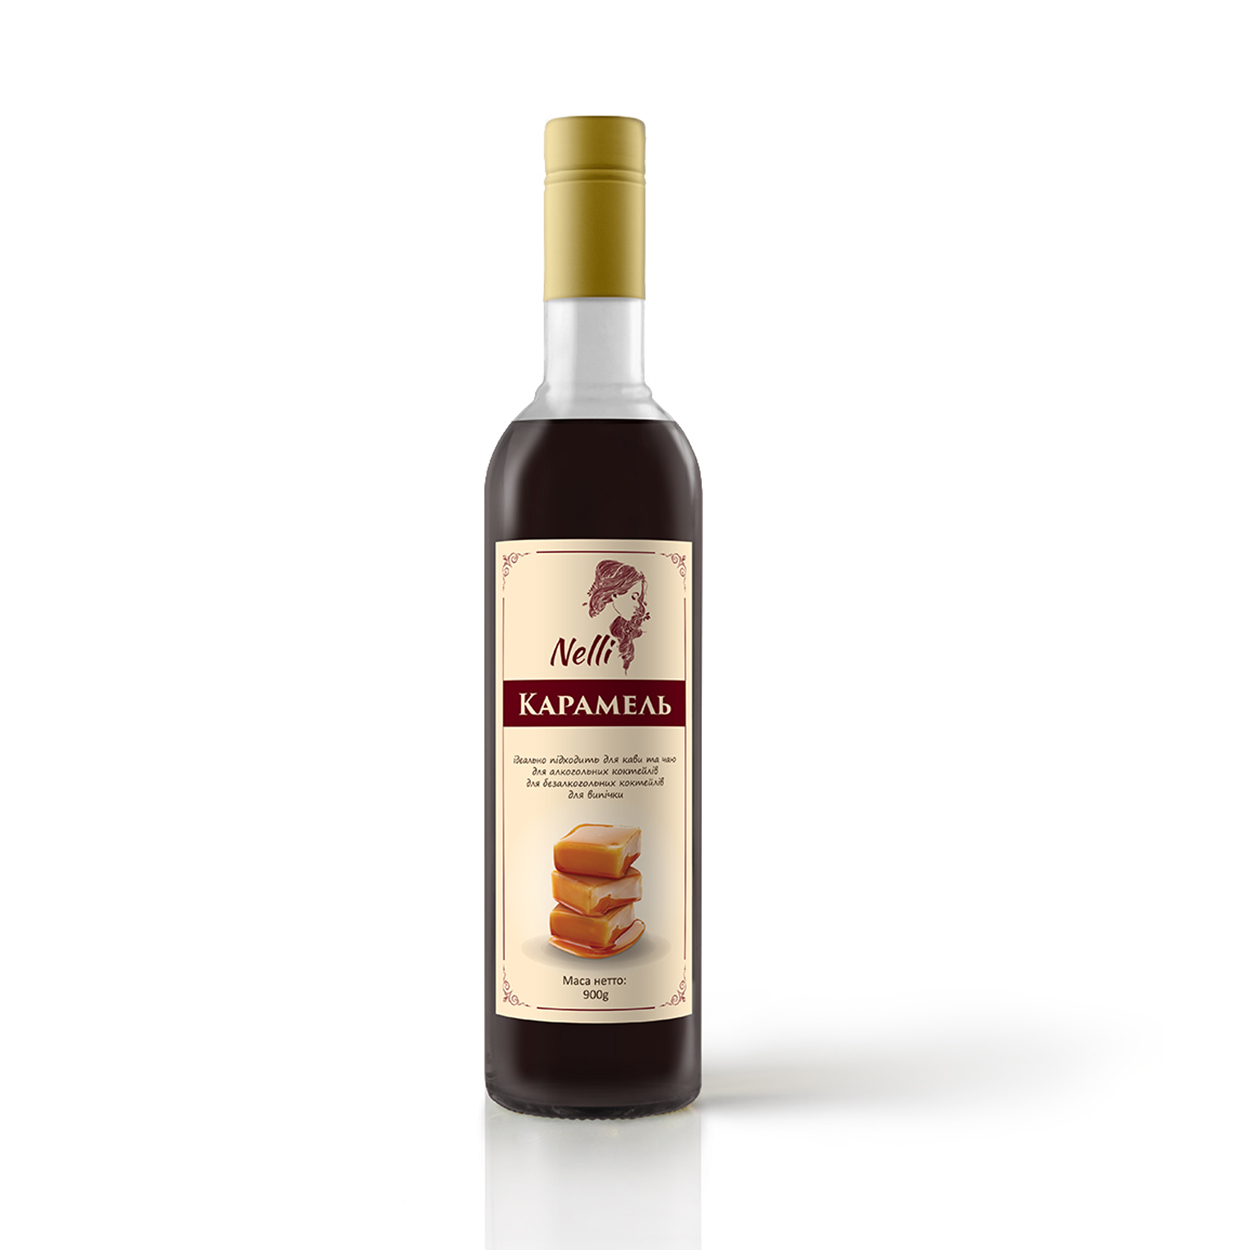 Nelli
Карамель
ідеально підходить для кави та чаю
для алкогольних коктейлів
для безалкогольних коктейлів
для випічки
Маса нетто:
900g